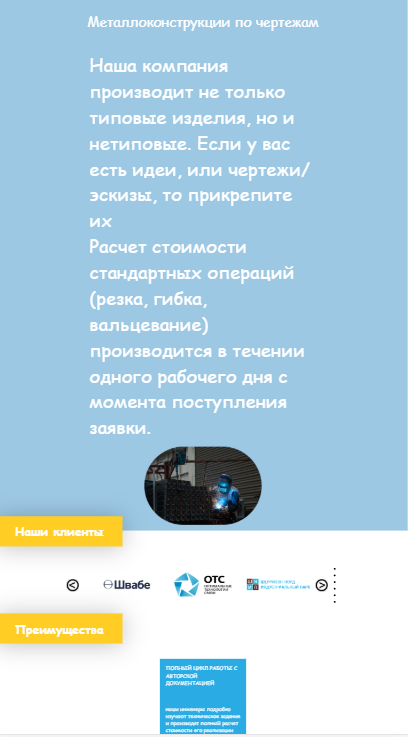 Металлоконструкции по чертежам
Наша компания
производит не только
типовые изделия, но и
нетиповые. Если у вас
есть идеи, или чертежи/
эскизы, то прикрепите
их
Расчет стоимости
стандартных операций
(резка, гибка,
вальцевание)
производится в течении
одного рабочего дня с
момента поступления
заявки.
Наши клиенты
< Швабе ОТС >
Преимущества
ПОЛНЫЙ ЦИКЛ РАБОТЫ С
АВТОРСКОЙ
ДОКУМЕНТАЦИЕЙ
наши инженеры подробно
изучают техническое задание
и производят полный расчет
стоимости его реализации